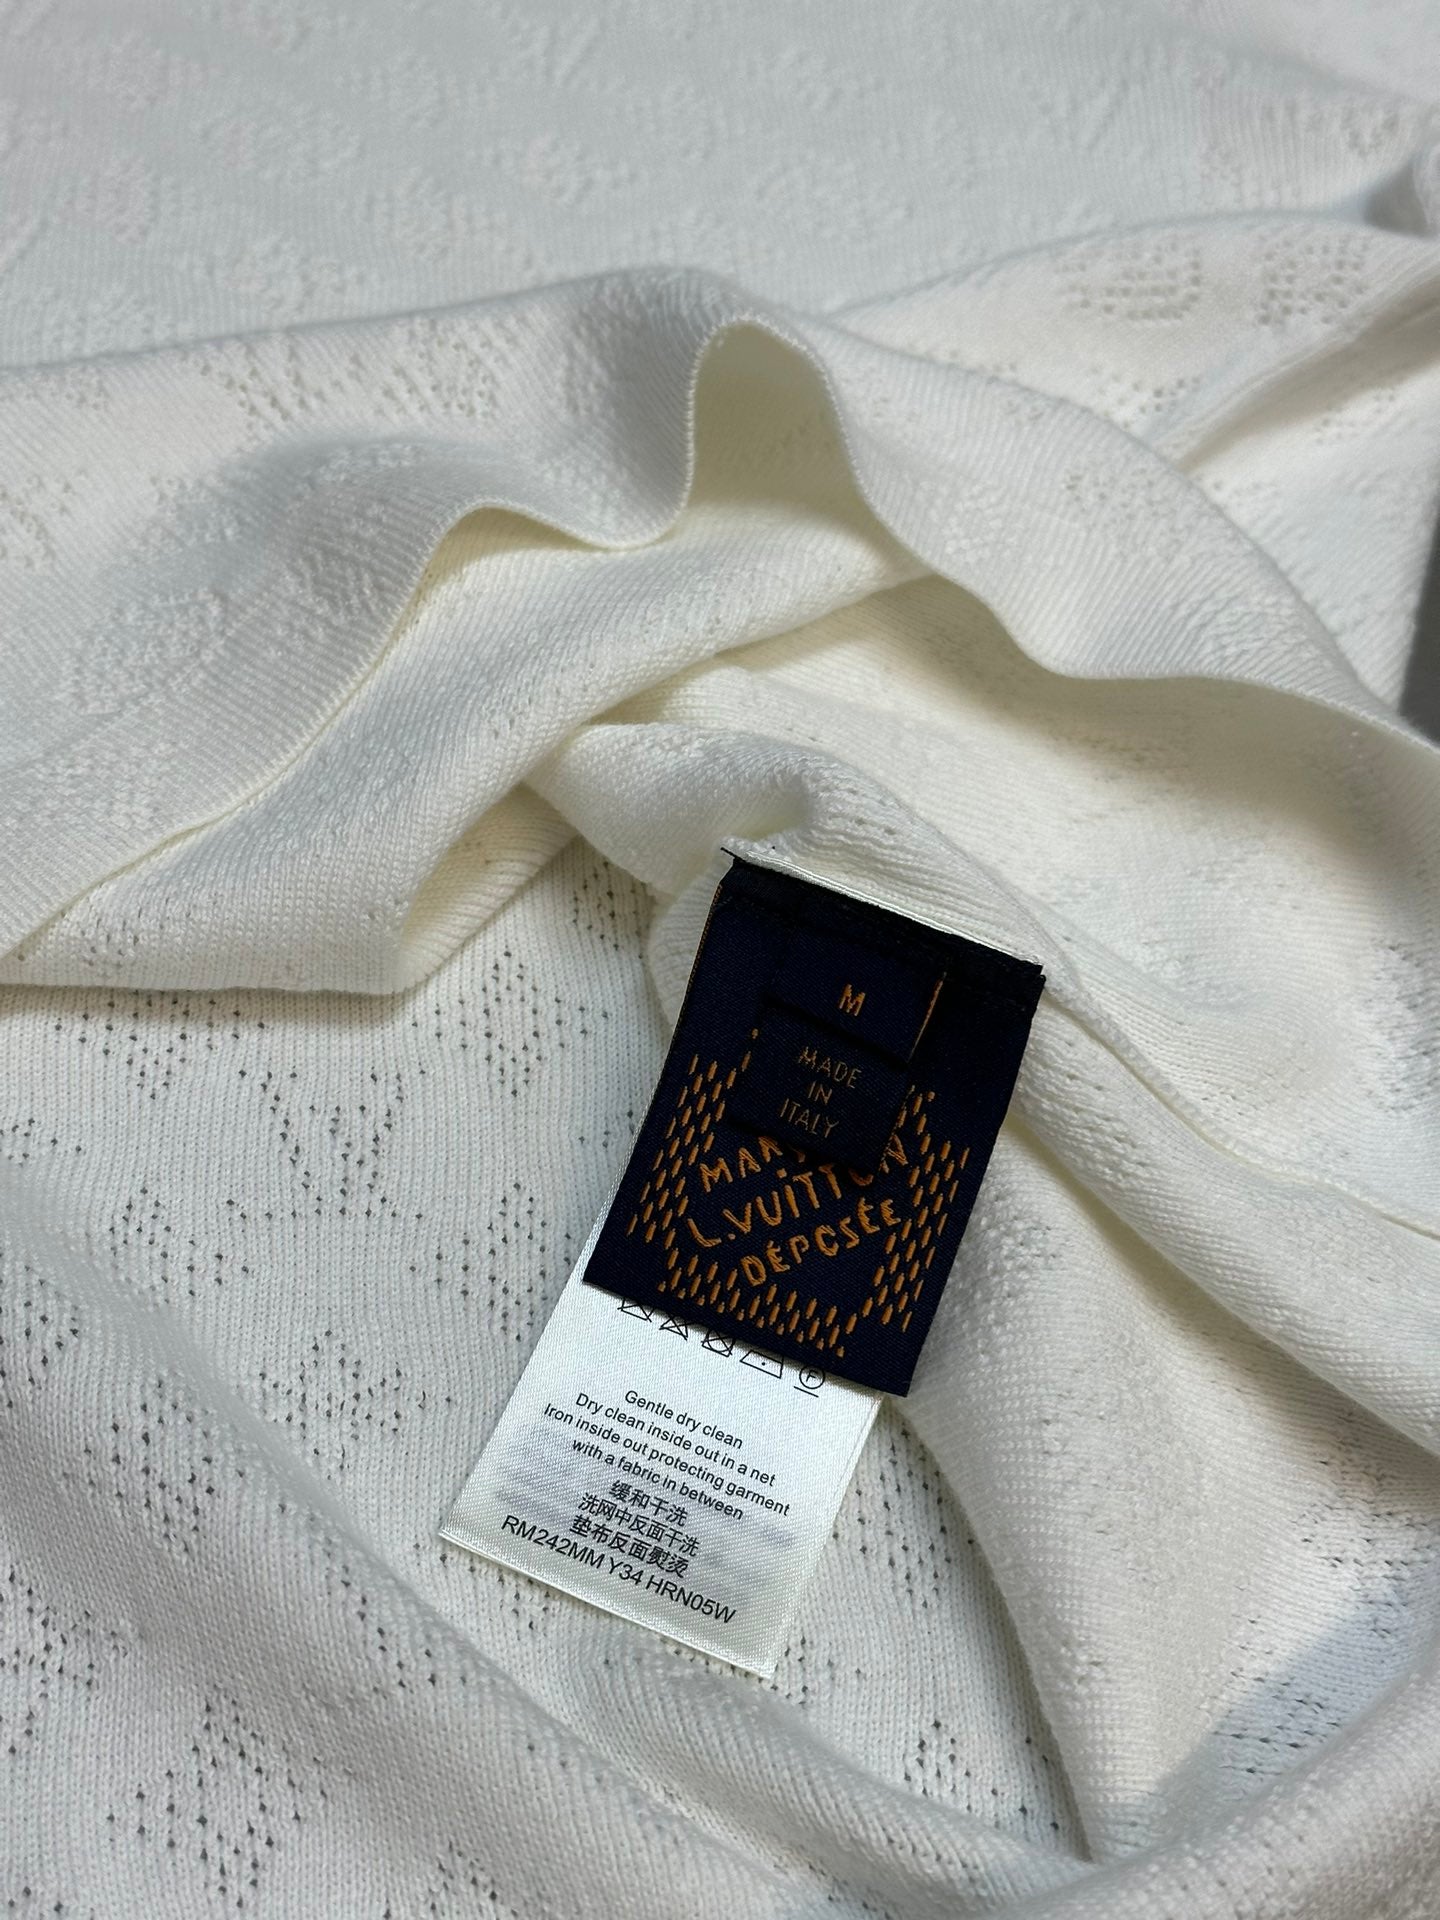 M
MADE
IN
ITALY
L.VUITTON
DÉPOSÉE
F
Gentle dry clean
Dry clean inside out in a net
Iron inside out protecting garment
with a fabric in between
缓和干洗
洗网中反面干洗
垫布反面熨烫
RM242MM Y34 HRN05W